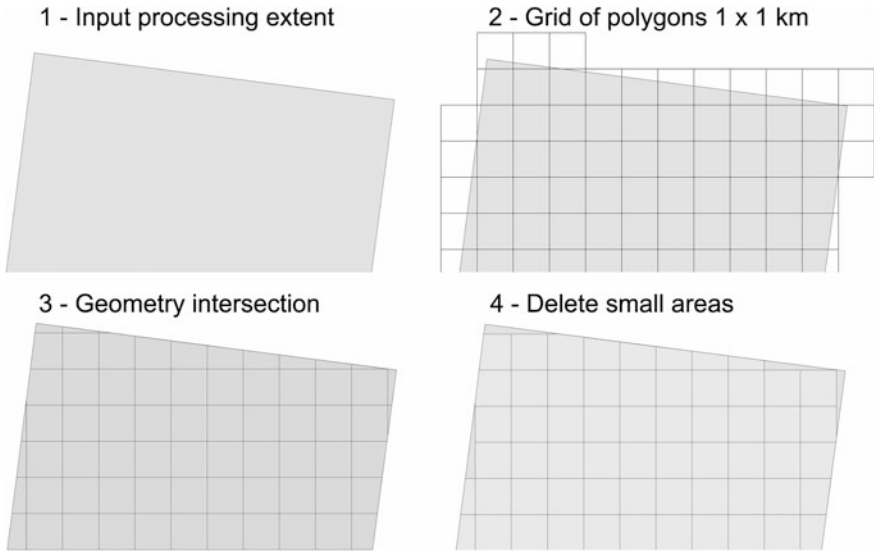 1 - Input processing extent
2 - Grid of polygons 1 x 1 km
3 - Geometry intersection
4 - Delete small areas